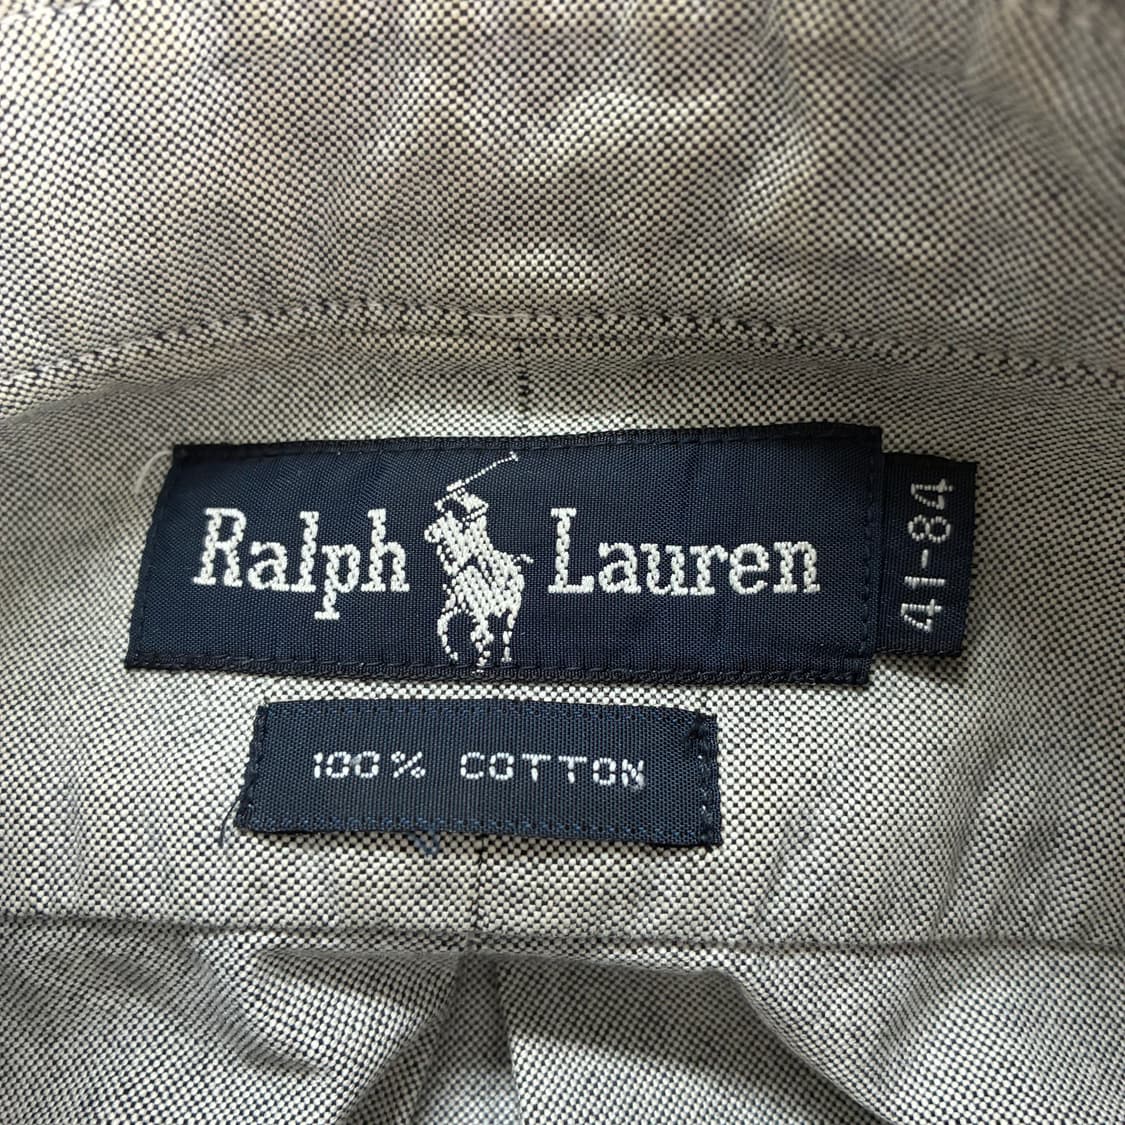 Ralph Lauren
41-84
100% COTTON